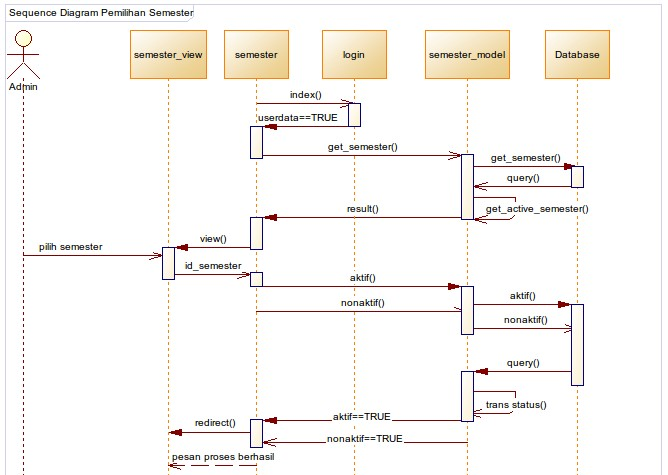 Sequence Diagram Pemilihan Semester
semester_view
semester
login
semester_model
Database
Admin
index()
userdata==TRUE
get_semester()
get_semester()
query()
get_active_semester()
result()
view()
pilih semester
id_semester
aktif()
aktif()
nonaktif()
nonaktif()
query()
trans status()
aktif==TRUE
redirect()
nonaktif==TRUE
pesan proses berhasil